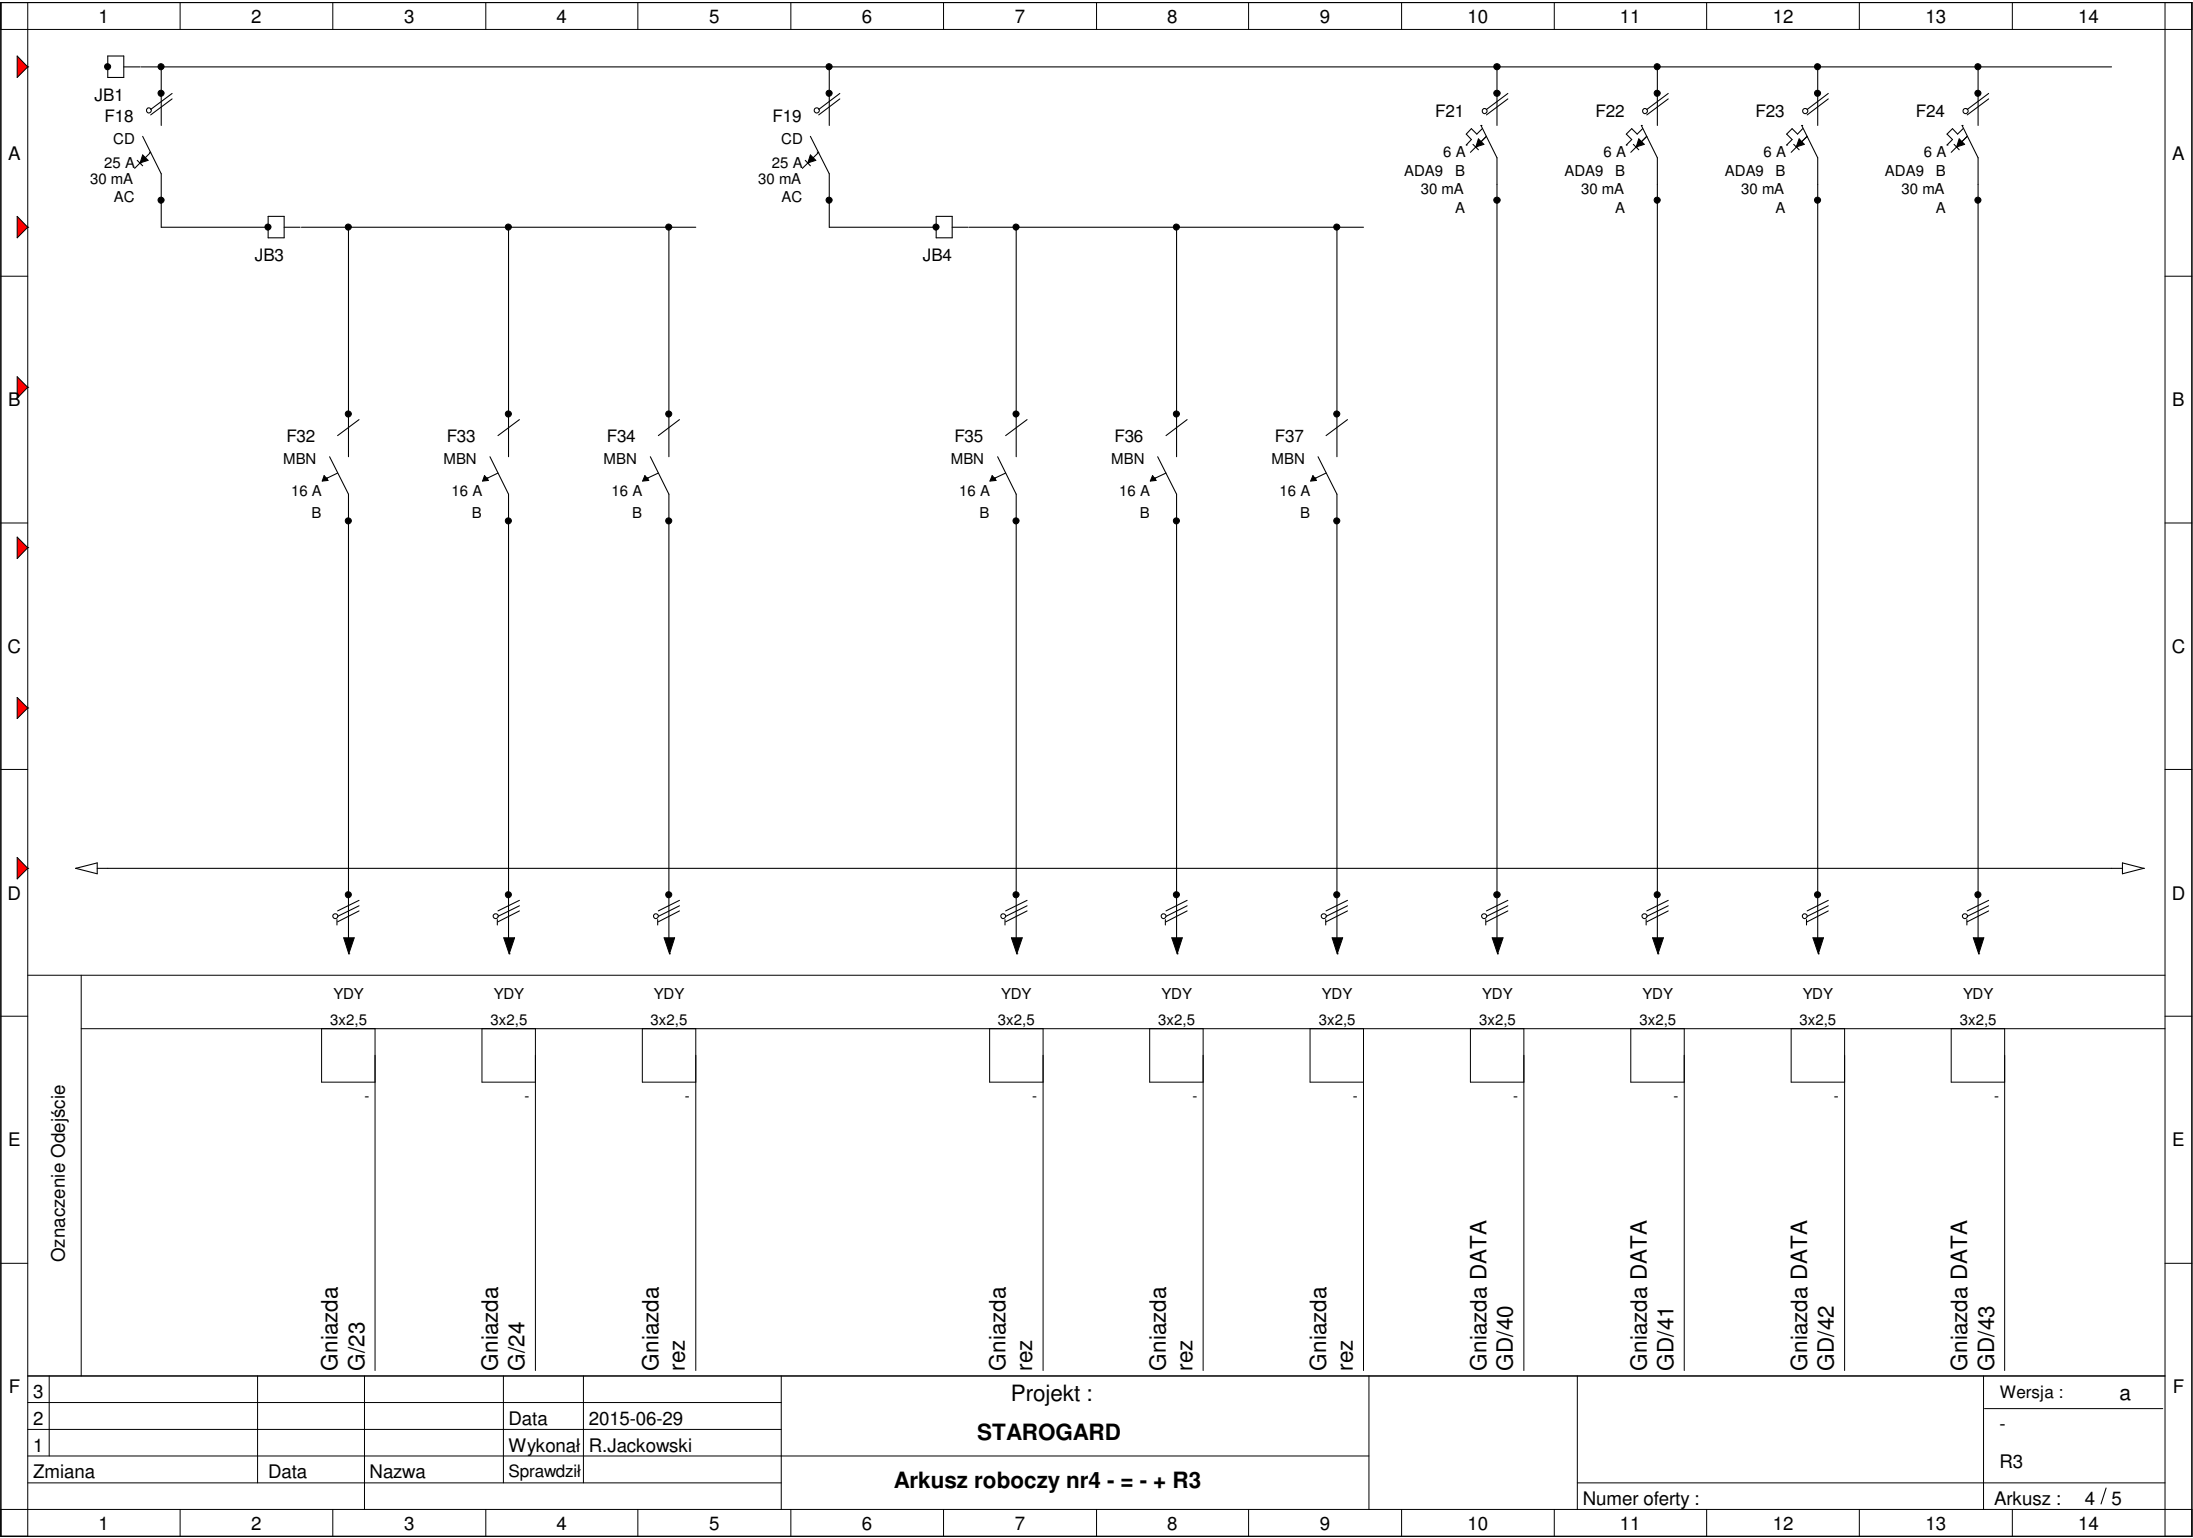 1 2 3 4 5 6 7 8 9 10 11 12 13 14
JB1
F18
CD
25 A
30 mA
AC
F19
CD
25 A
30 mA
AC
F21
6 A
ADA9 B
30 mA
A
F22
6 A
ADA9 B
30 mA
A
F23
6 A
ADA9 B
30 mA
A
F24
6 A
ADA9 B
30 mA
A
A A
JB3
JB4
B B
F32
MBN
16 A
B
F33
MBN
16 A
B
F34
MBN
16 A
B
F35
MBN
16 A
B
F36
MBN
16 A
B
F37
MBN
16 A
B
C C
D D
YDY YDY YDY YDY YDY YDY YDY YDY YDY YDY
3x2,5 3x2,5 3x2,5 3x2,5 3x2,5 3x2,5 3x2,5 3x2,5 3x2,5 3x2,5
- - - - - - - - - -
E E
Oznaczenie Odejście
Gniazda
G/23
Gniazda
G/24
Gniazda
rez
Gniazda
rez
Gniazda
rez
Gniazda
rez
Gniazda DATA
GD/40
Gniazda DATA
GD/41
Gniazda DATA
GD/42
Gniazda DATA
GD/43
F F
3
2 Data 2015-06-29
1 Wykonał R.Jackowski
Zmiana Data Nazwa Sprawdził
Projekt :
STAROGARD
Arkusz roboczy nr4 - = - + R3
Numer oferty :
Wersja : a
-
R3
Arkusz : 4 / 5
1 2 3 4 5 6 7 8 9 10 11 12 13 14